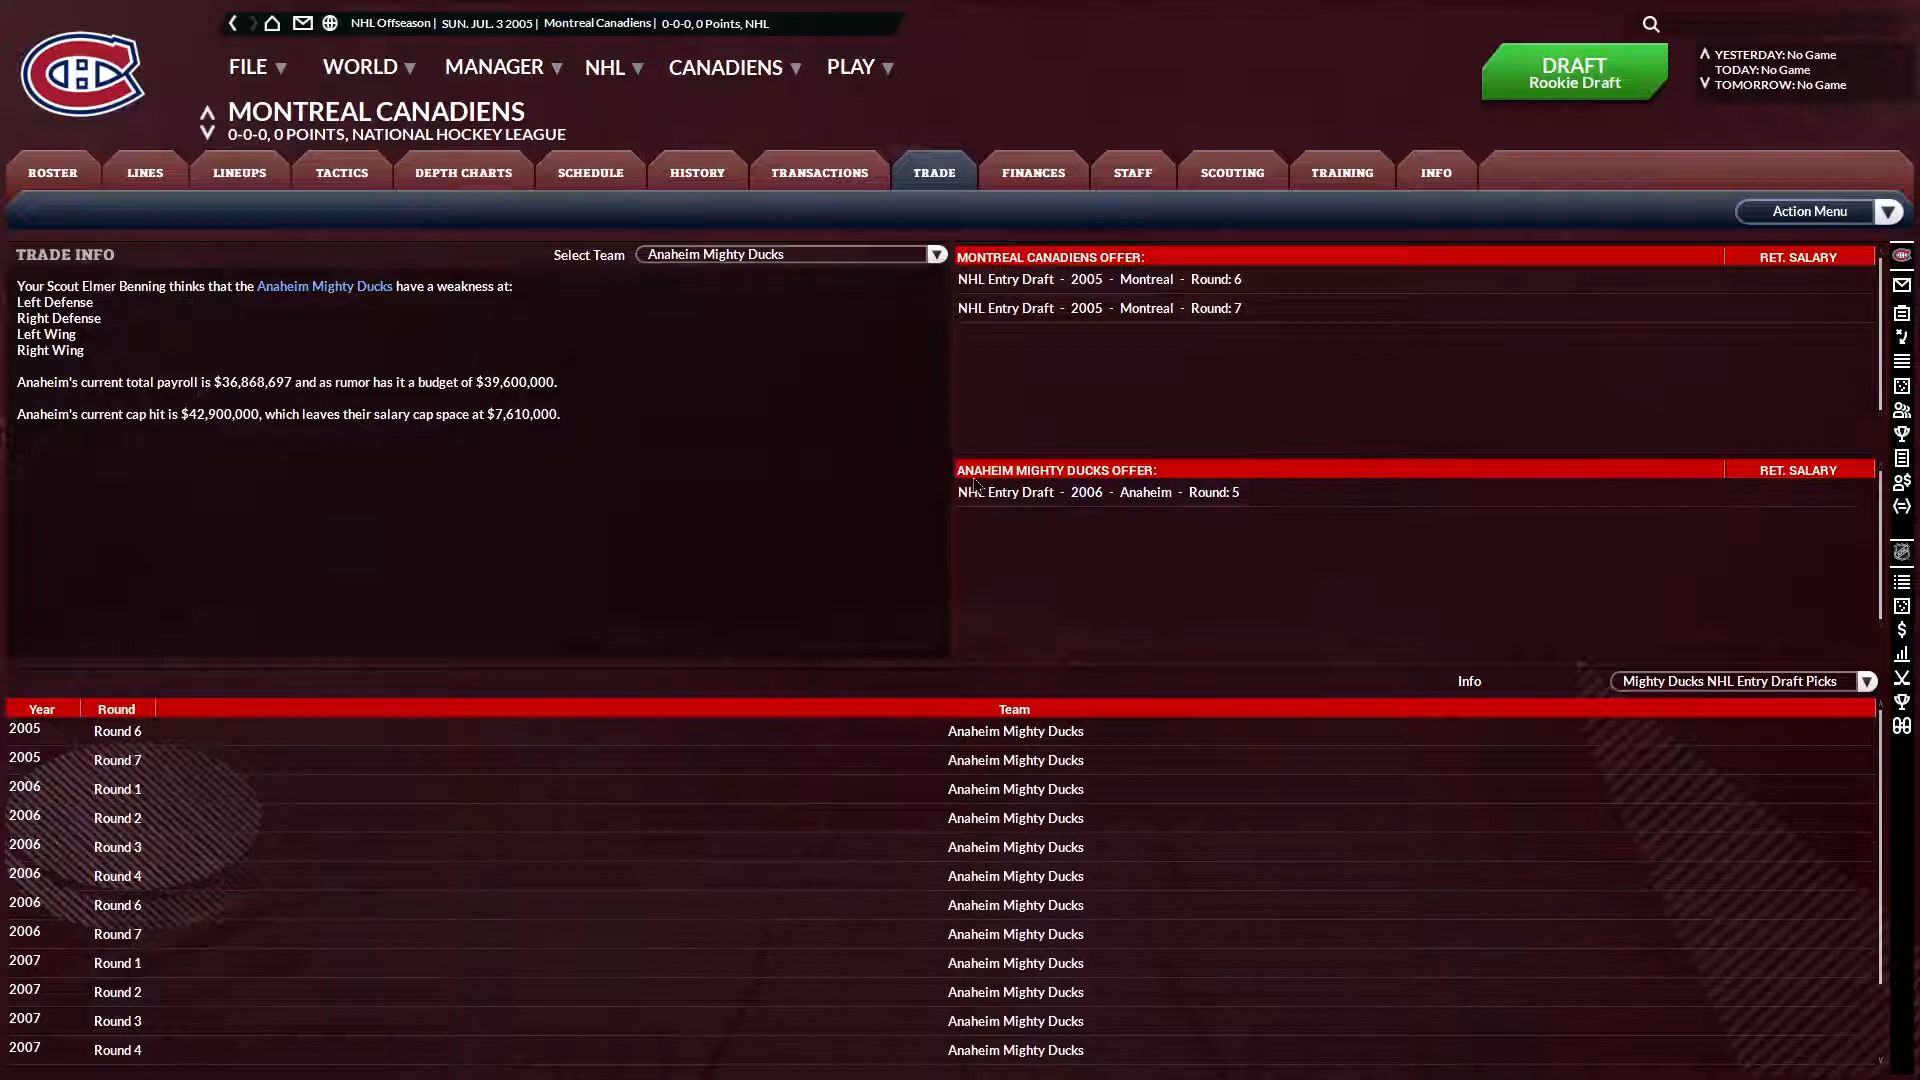 NHL Offseason | SUN. JUL. 3 2005 | Montreal Canadiens | 0-0-0, 0 Points, NHL
FILE WORLD MANAGER NHL CANADIENS PLAY
DRAFT
Rookie Draft
YESTERDAY: No Game
TODAY: No Game
TOMORROW: No Game
MONTREAL CANADIENS
0-0-0, 0 POINTS, NATIONAL HOCKEY LEAGUE
ROSTER LINES LINEUPS TACTICS DEPTH CHARTS SCHEDULE HISTORY TRANSACTIONS TRADE FINANCES STAFF SCOUTING TRAINING INFO
Action Menu
TRADE INFO
Select Team Anaheim Mighty Ducks
Your Scout Elmer Benning thinks that the Anaheim Mighty Ducks have a weakness at:
Left Defense
Right Defense
Left Wing
Right Wing
Anaheim's current total payroll is $36,868,697 and as rumor has it a budget of $39,600,000.
Anaheim's current cap hit is $42,900,000, which leaves their salary cap space at $7,610,000.
MONTREAL CANADIENS OFFER: RET. SALARY
NHL Entry Draft - 2005 - Montreal - Round: 6
NHL Entry Draft - 2005 - Montreal - Round: 7
ANAHEIM MIGHTY DUCKS OFFER: RET. SALARY
NHL Entry Draft - 2006 - Anaheim - Round: 5
Info Mighty Ducks NHL Entry Draft Picks
Year Round Team
2005 Round 6 Anaheim Mighty Ducks
2005 Round 7 Anaheim Mighty Ducks
2006 Round 1 Anaheim Mighty Ducks
2006 Round 2 Anaheim Mighty Ducks
2006 Round 3 Anaheim Mighty Ducks
2006 Round 4 Anaheim Mighty Ducks
2006 Round 6 Anaheim Mighty Ducks
2006 Round 7 Anaheim Mighty Ducks
2007 Round 1 Anaheim Mighty Ducks
2007 Round 2 Anaheim Mighty Ducks
2007 Round 3 Anaheim Mighty Ducks
2007 Round 4 Anaheim Mighty Ducks